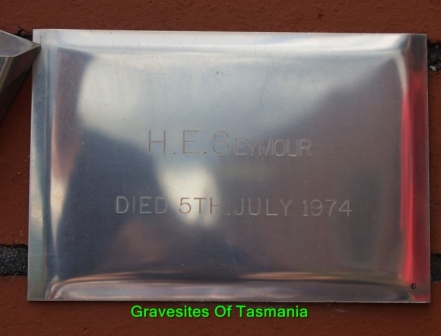 H.E.SEYMOUR
DIED 5TH.JULY 1974
Gravesites Of Tasmania